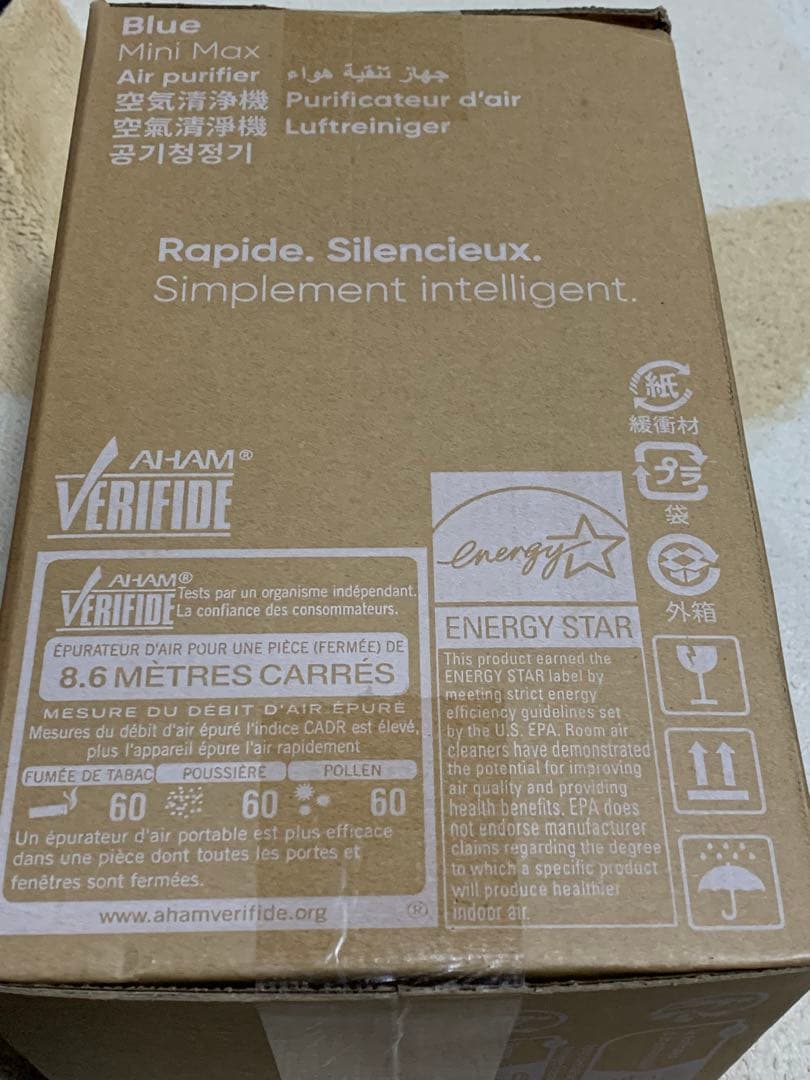 Blue
Mini Max
Air purifier جهاز تنقية هواء
空気清浄機 Purificateur d'air
空氣清淨機 Luftreiniger
공기청정기
Rapide. Silencieux.
Simplement intelligent.
紙
緩衝材
プラ
袋
外箱
AHAM®
VERIFIDE
AHAM®
VERIFIDE
Tests par un organisme indépendant.
La confiance des consommateurs.
ÉPURATEUR D'AIR POUR UNE PIÈCE (FERMÉE) DE
8.6 MÈTRES CARRÉS
MESURE DU DÉBIT D'AIR ÉPURÉ
Mesures du débit d'air épuré l'indice CADR est élevé,
plus l'appareil épure l'air rapidement
FUMÉE DE TABAC POUSSIÈRE POLLEN
60 60 60
Un épurateur d'air portable est plus efficace
dans une pièce dont toutes les portes et
fenêtres sont fermées.
www.ahamverifide.org ®
energy
ENERGY STAR
This product earned the
ENERGY STAR label by
meeting strict energy
efficiency guidelines set
by the U.S. EPA. Room air
cleaners have demonstrated
the potential for improving
air quality and providing
health benefits. EPA does
not endorse manufacturer
claims regarding the degree
to which a specific product
will produce healthier
indoor air.